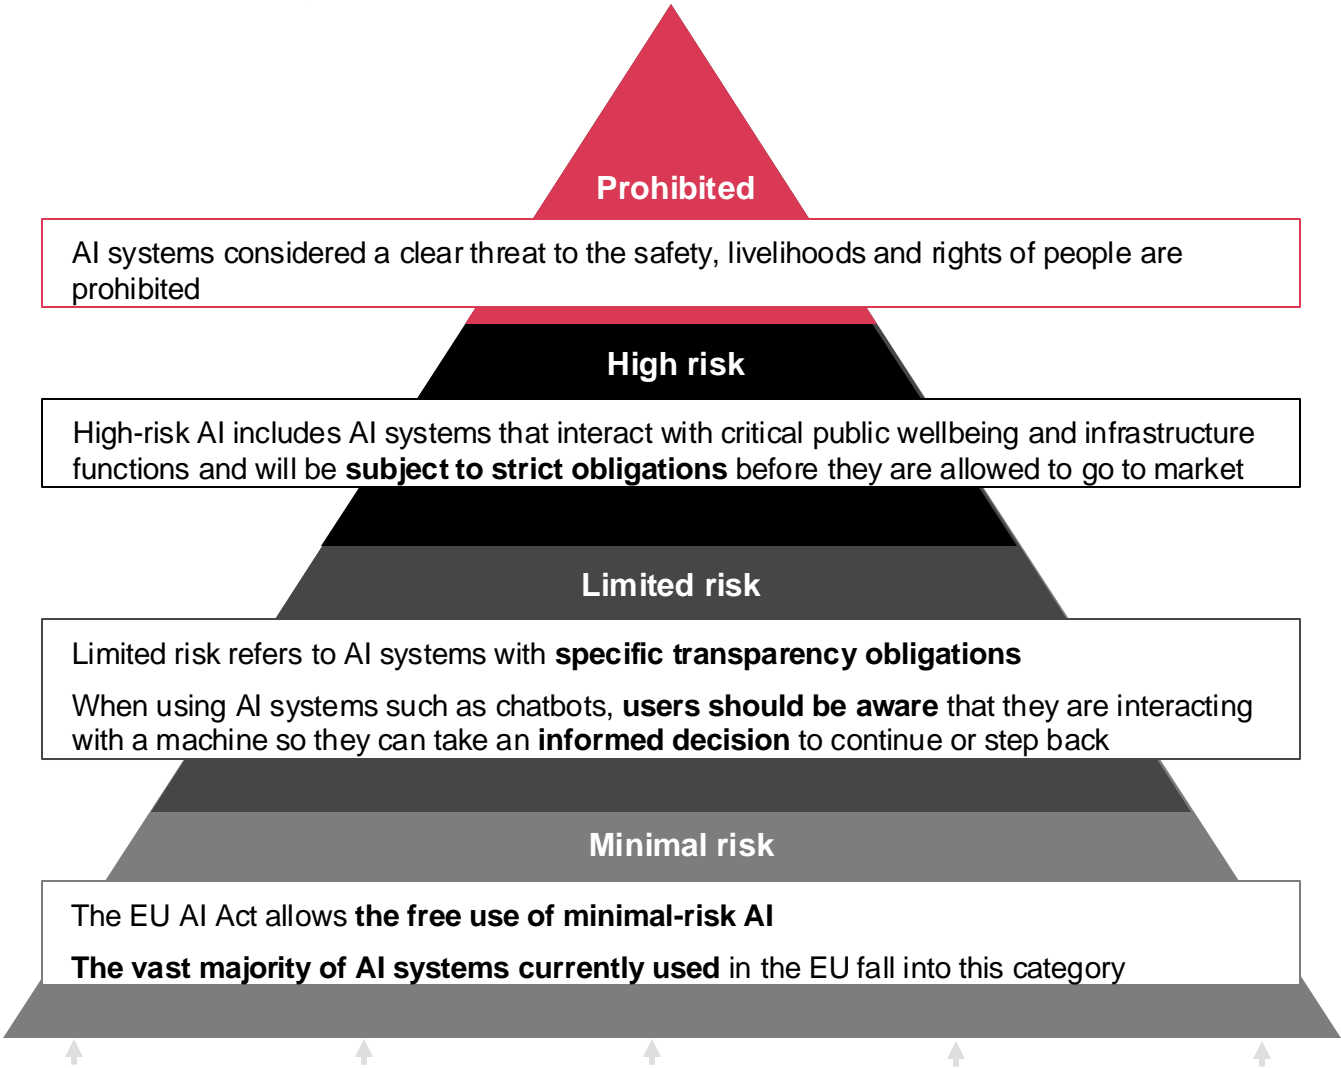 Prohibited
AI systems considered a clear threat to the safety, livelihoods and rights of people are
prohibited
High risk
High-risk AI includes AI systems that interact with critical public wellbeing and infrastructure
functions and will be subject to strict obligations before they are allowed to go to market
Limited risk
Limited risk refers to AI systems with specific transparency obligations
When using AI systems such as chatbots, users should be aware that they are interacting
with a machine so they can take an informed decision to continue or step back
Minimal risk
The EU AI Act allows the free use of minimal-risk AI
The vast majority of AI systems currently used in the EU fall into this category